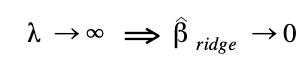 λ → ∞ ⟹ β̂ ridge → 0